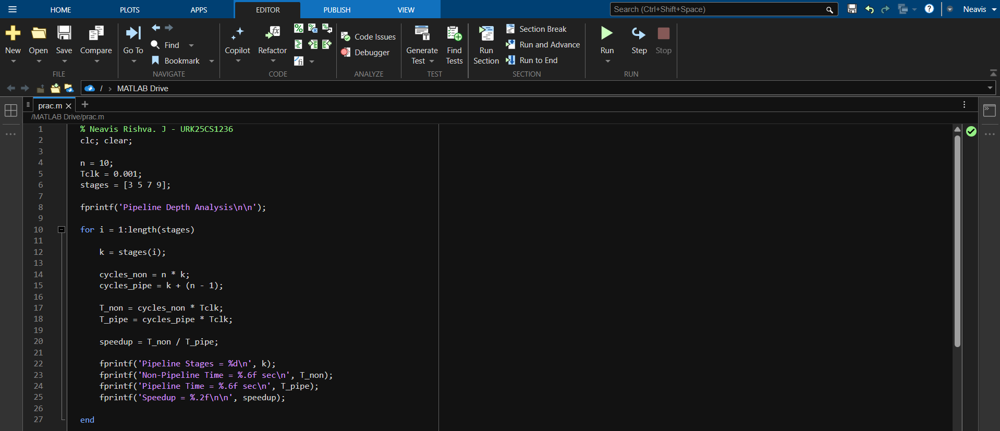 HOME PLOTS APPS EDITOR PUBLISH VIEW Search (Ctrl+Shift+Space) Neavis
New Open Save Compare Go To Find Bookmark Copilot Refactor Code Issues Debugger Generate Test Find Tests Run Section Section Break Run and Advance Run to End Run Step Stop
FILE NAVIGATE CODE ANALYZE TEST SECTION RUN
/ › MATLAB Drive
prac.m
/MATLAB Drive/prac.m
1 % Neavis Rishva. J - URK25CS1236
2 clc; clear;
3
4 n = 10;
5 Tclk = 0.001;
6 stages = [3 5 7 9];
7
8 fprintf('Pipeline Depth Analysis\n\n');
9
10 for i = 1:length(stages)
11
12 k = stages(i);
13
14 cycles_non = n * k;
15 cycles_pipe = k + (n - 1);
16
17 T_non = cycles_non * Tclk;
18 T_pipe = cycles_pipe * Tclk;
19
20 speedup = T_non / T_pipe;
21
22 fprintf('Pipeline Stages = %d\n', k);
23 fprintf('Non-Pipeline Time = %.6f sec\n', T_non);
24 fprintf('Pipeline Time = %.6f sec\n', T_pipe);
25 fprintf('Speedup = %.2f\n\n', speedup);
26
27 end